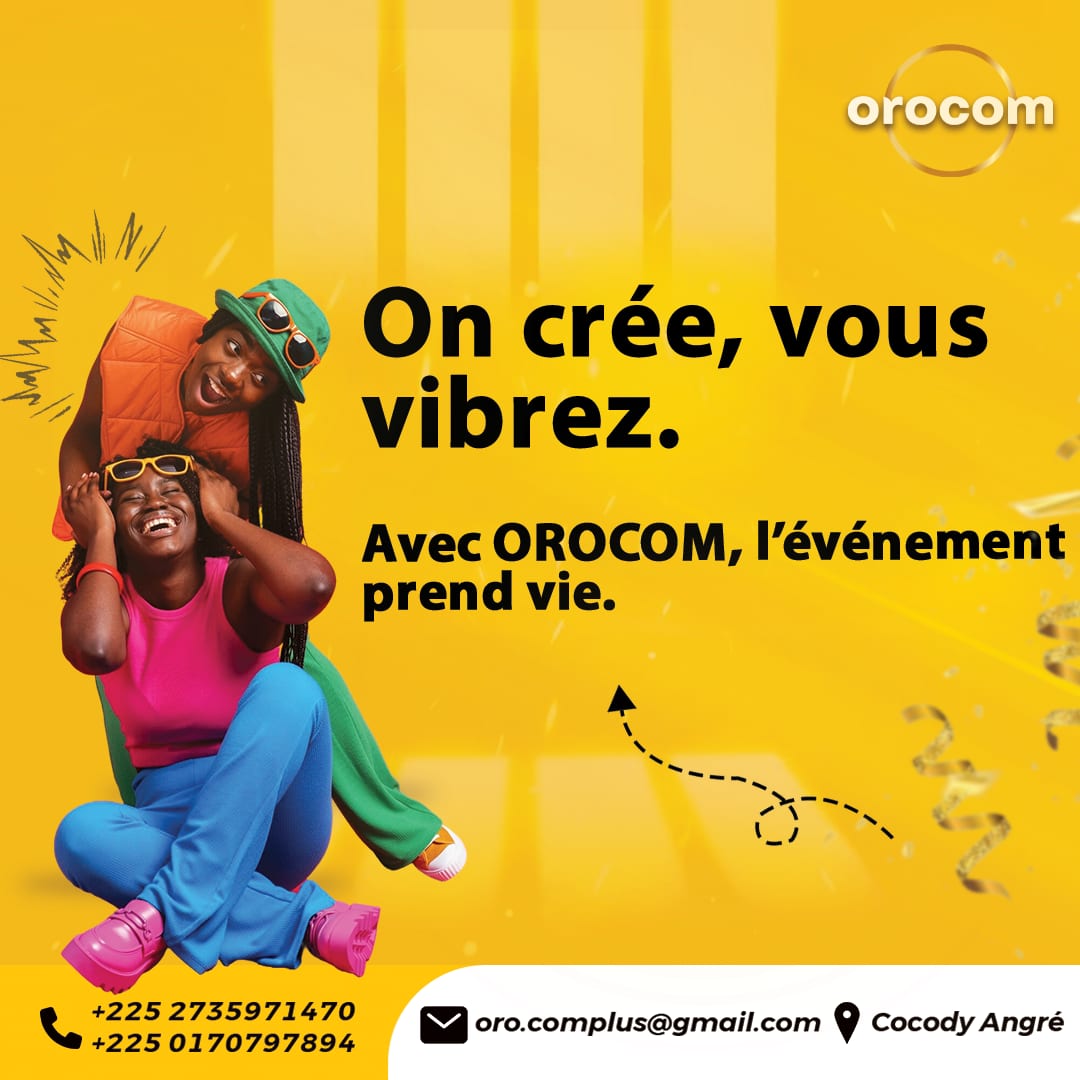 orocom
On crée, vous
vibrez.
Avec OROCOM, l’événement
prend vie.
+225 2735971470
+225 0170797894
oro.complus@gmail.com
Cocody Angré